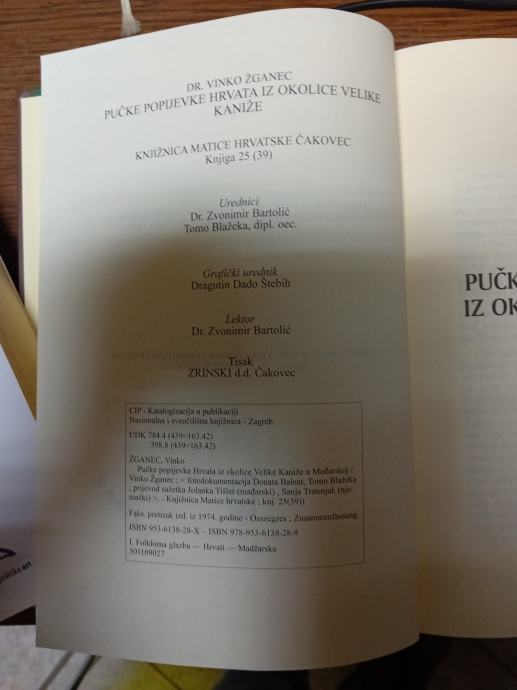 DR. VINKO ŽGANEC
PUČKE POPIJEVKE HRVATA IZ OKOLICE VELIKE
KANIŽE
KNJIŽNICA MATICE HRVATSKE ČAKOVEC
Knjiga 25 (39)
Urednici
Dr. Zvonimir Bartolić
Tomo Blažeka, dipl. oec.
Grafički urednik
Dragutin Dado Štebih
Lektor
Dr. Zvonimir Bartolić
Tisak
ZRINSKI d.d. Čakovec
CIP - Katalogizacija u publikaciji
Nacionalna i sveučilišna knjižnica - Zagreb
UDK 784.4 (439=163.42)
398.8 (439=163.42)
ŽGANEC, Vinko
Pučke popijevke Hrvata iz okolice Velike Kaniže u Mađarskoj /
Vinko Žganec ; < fotodokumentacija Donata Balent, Tomo Blažeka
; prijevod sažetka Jolanka Tišler (mađarski) , Sanja Trstenjak (nje-
mački) >. - Knjižnica Matice hrvatske ; knj. 25(39))
Faks. pretisak izd. iz 1974. godine - Osszegzes ; Zusammenfassung.
ISBN 953-6138-28-X – ISBN 978-953-6138-28-9
I. Folklorna glazba — Hrvati — Madžarska
301109027
PUČK
IZ OK
politika art